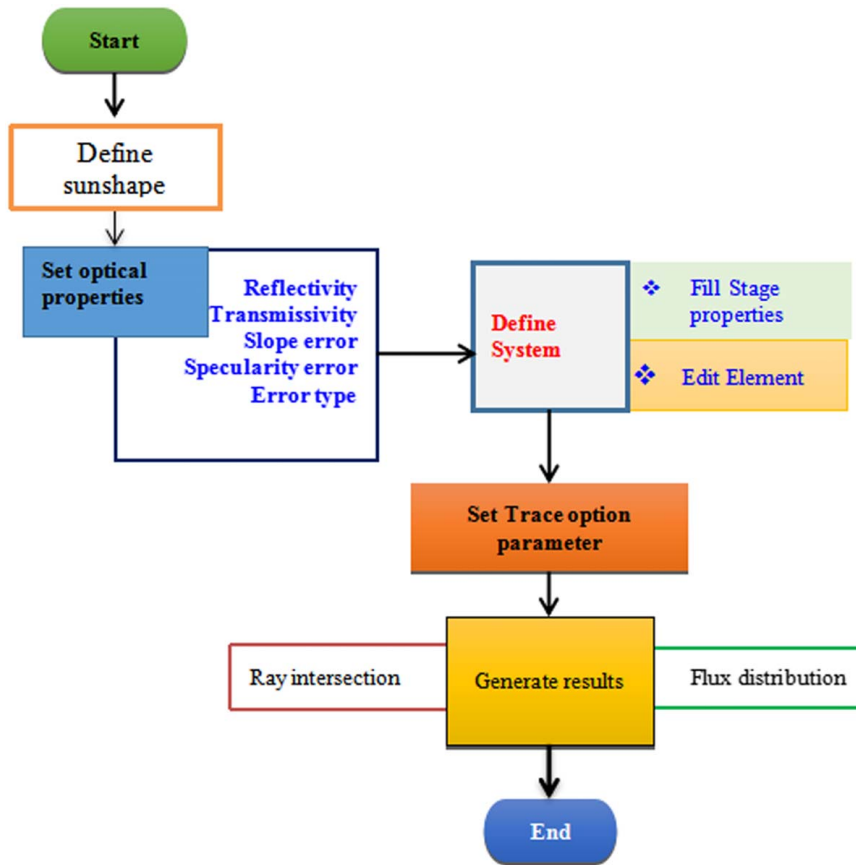 Start
Define
sunshape
Set optical
properties
Reflectivity
Transmissivity
Slope error
Specularity error
Error type
Define
System
❖ Fill Stage
properties
❖ Edit Element
Set Trace option
parameter
Ray intersection
Generate results
Flux distribution
End